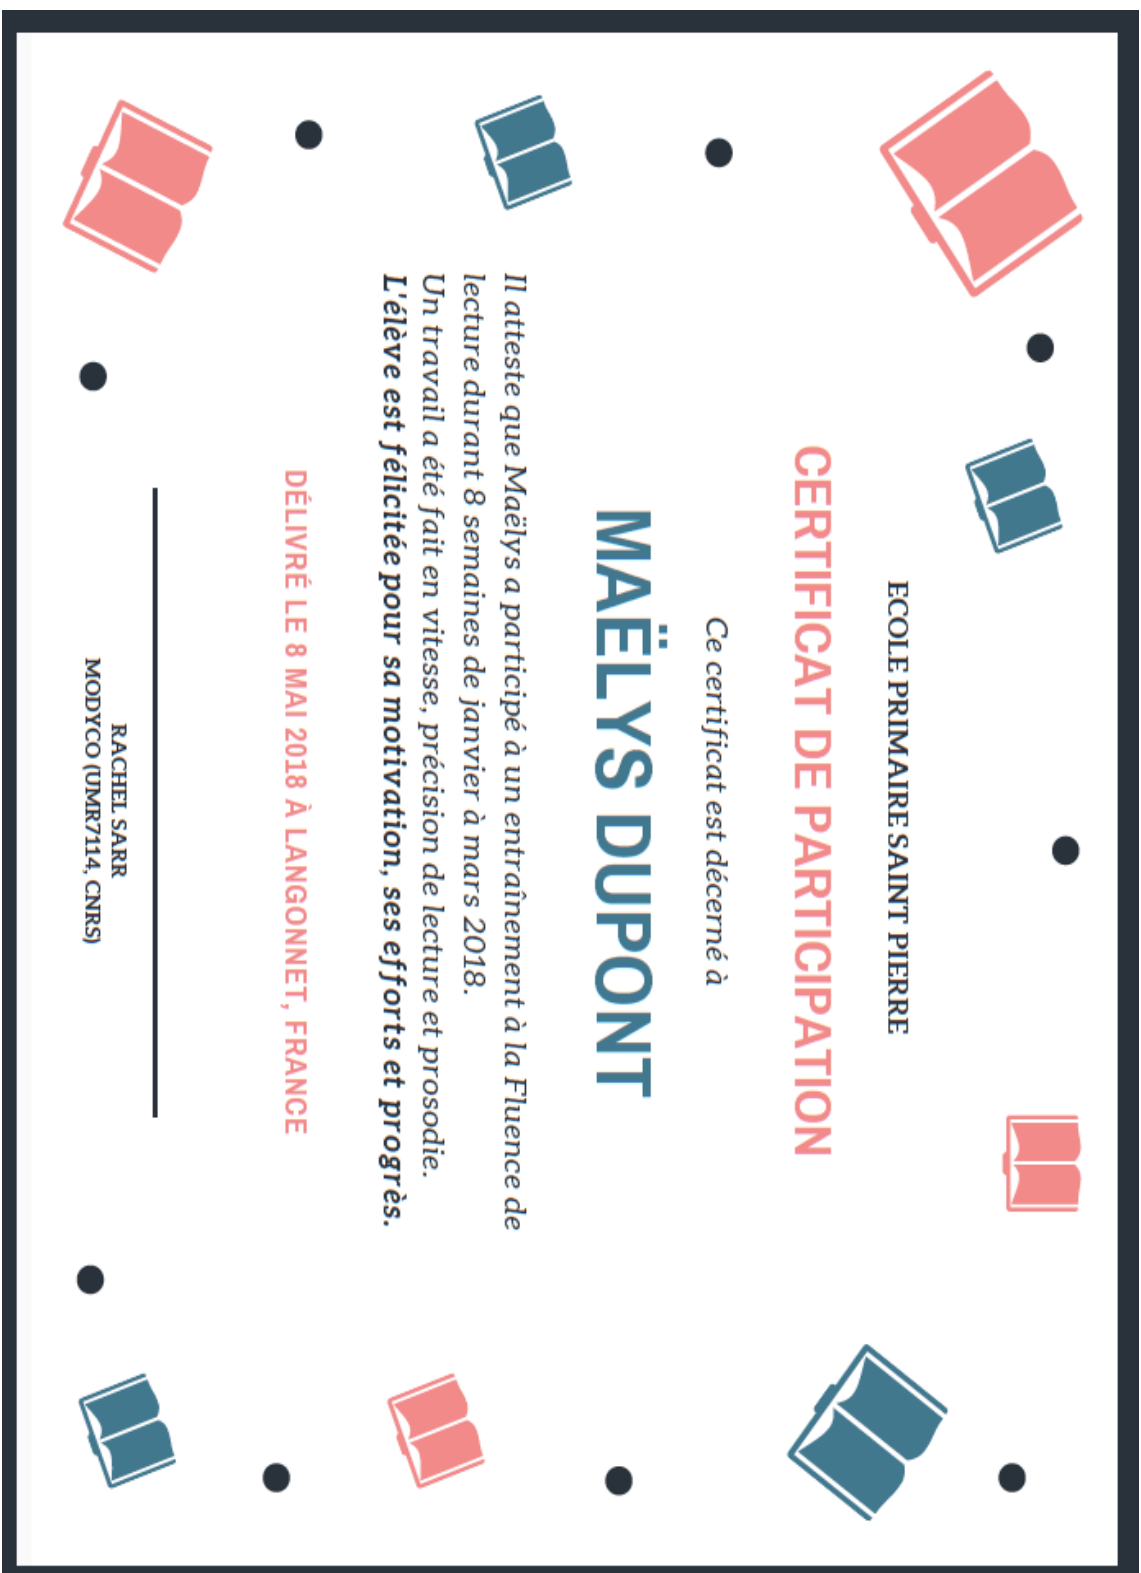 ECOLE PRIMAIRE SAINT PIERRE
CERTIFICAT DE PARTICIPATION
Ce certificat est décerné à
MAËLYS DUPONT
Il atteste que Maëlys a participé à un entraînement à la Fluence de
lecture durant 8 semaines de janvier à mars 2018.
Un travail a été fait en vitesse, précision de lecture et prosodie.
L'élève est félicitée pour sa motivation, ses efforts et progrès.
DÉLIVRÉ LE 8 MAI 2018 À LANGONNET, FRANCE
RACHEL SARR
MODYCO (UMR7114, CNRS)